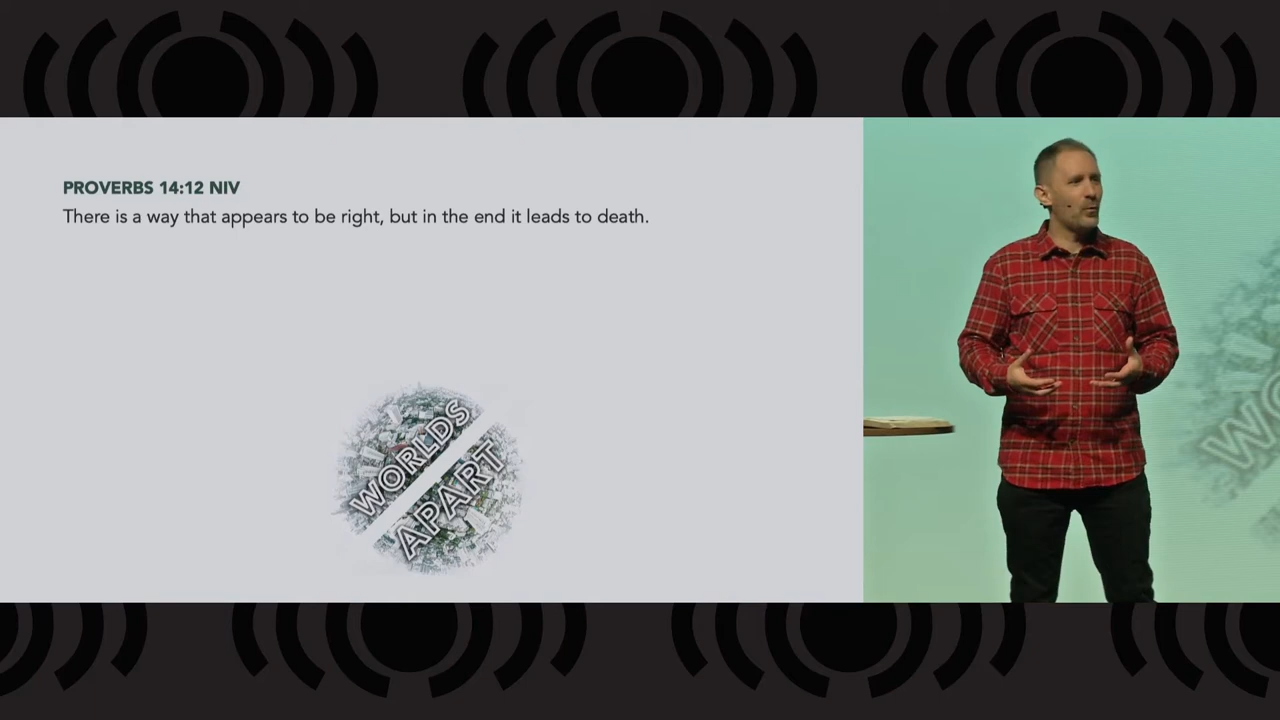 PROVERBS 14:12 NIV
There is a way that appears to be right, but in the end it leads to death.
WORLDS
APART
WO